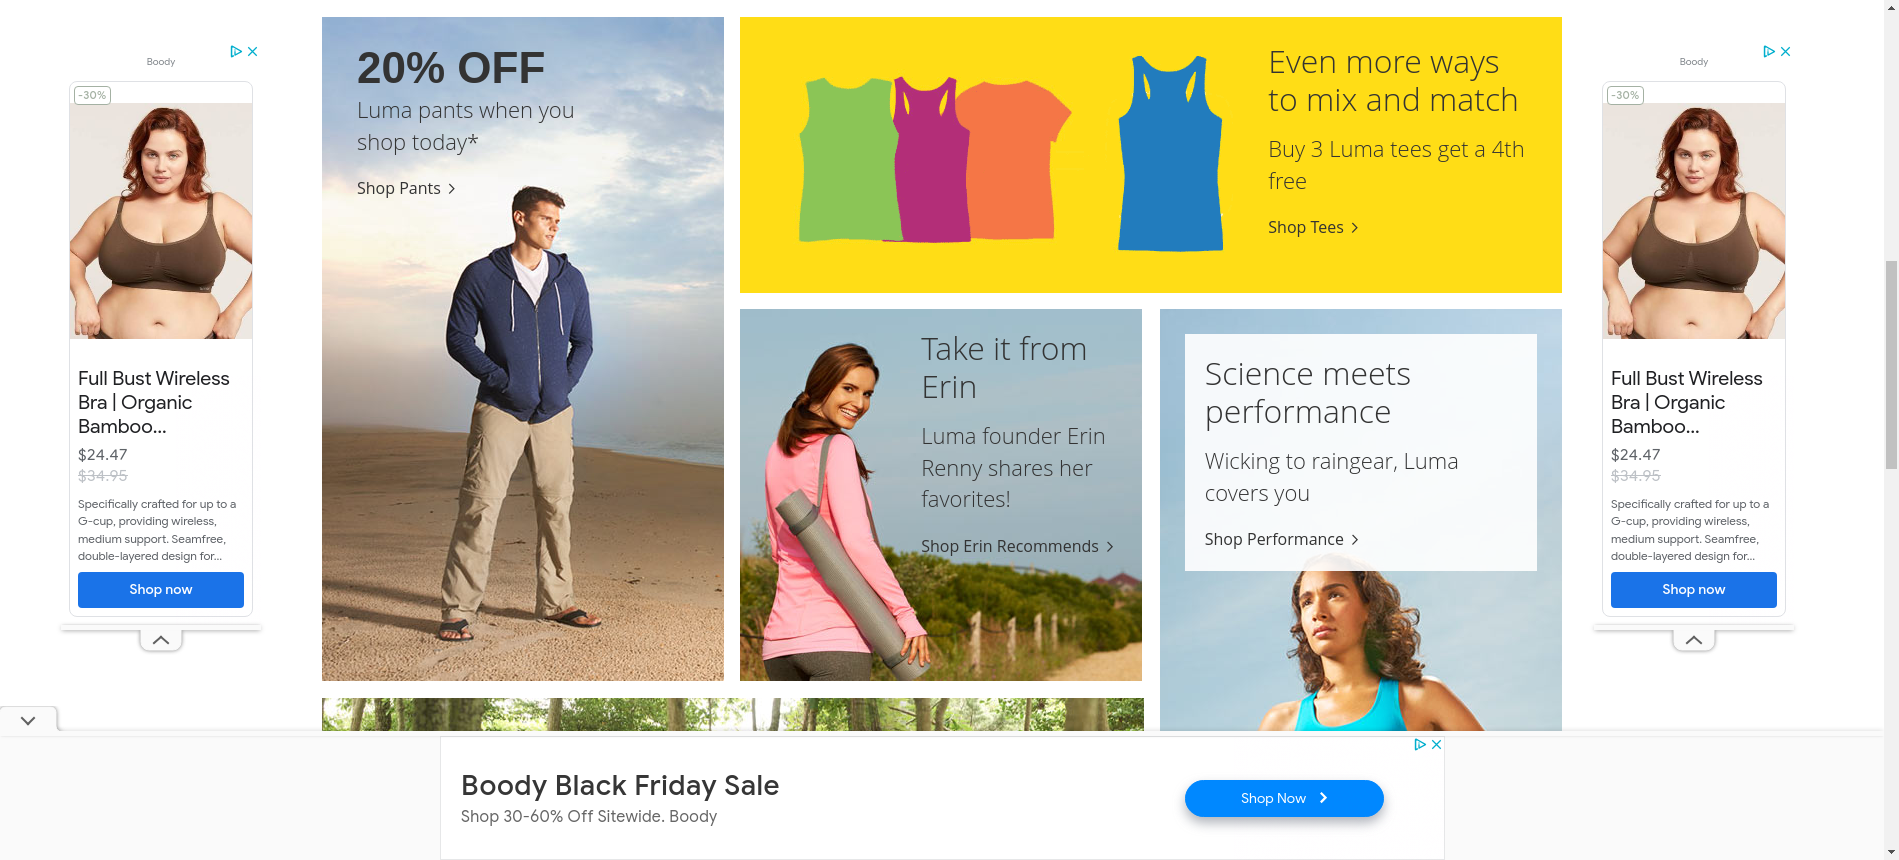 Boody
-30%
Full Bust Wireless
Bra | Organic
Bamboo...
$24.47
$34.95
Specifically crafted for up to a
G-cup, providing wireless,
medium support. Seamfree,
double-layered design for...
Shop now
20% OFF
Luma pants when you
shop today*
Shop Pants
Even more ways
to mix and match
Buy 3 Luma tees get a 4th
free
Shop Tees
Take it from
Erin
Luma founder Erin
Renny shares her
favorites!
Shop Erin Recommends
Science meets
performance
Wicking to raingear, Luma
covers you
Shop Performance
Boody
-30%
Full Bust Wireless
Bra | Organic
Bamboo...
$24.47
$34.95
Specifically crafted for up to a
G-cup, providing wireless,
medium support. Seamfree,
double-layered design for...
Shop now
Boody Black Friday Sale
Shop 30-60% Off Sitewide. Boody
Shop Now